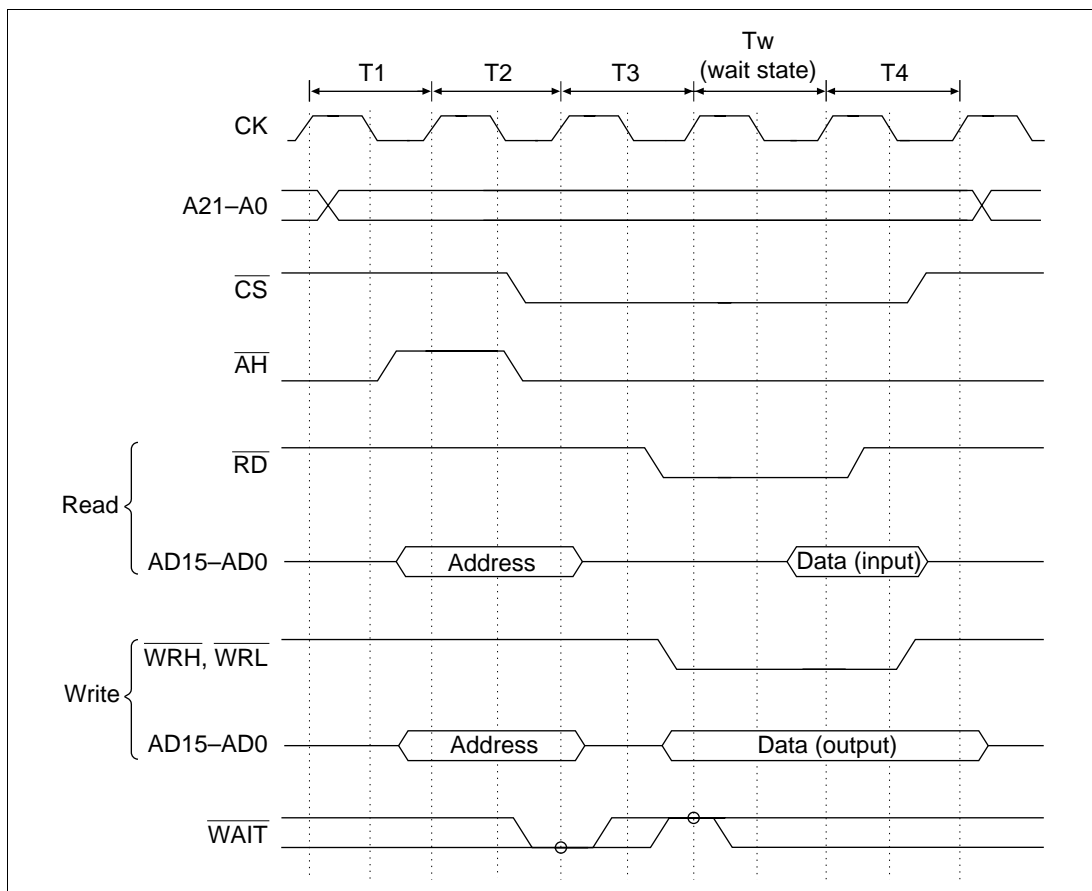 Tw
T1 T2 T3 (wait state) T4
CK
A21–A0
CS
AH
RD
Read
AD15–AD0 Address Data (input)
WRH, WRL
Write
AD15–AD0 Address Data (output)
WAIT